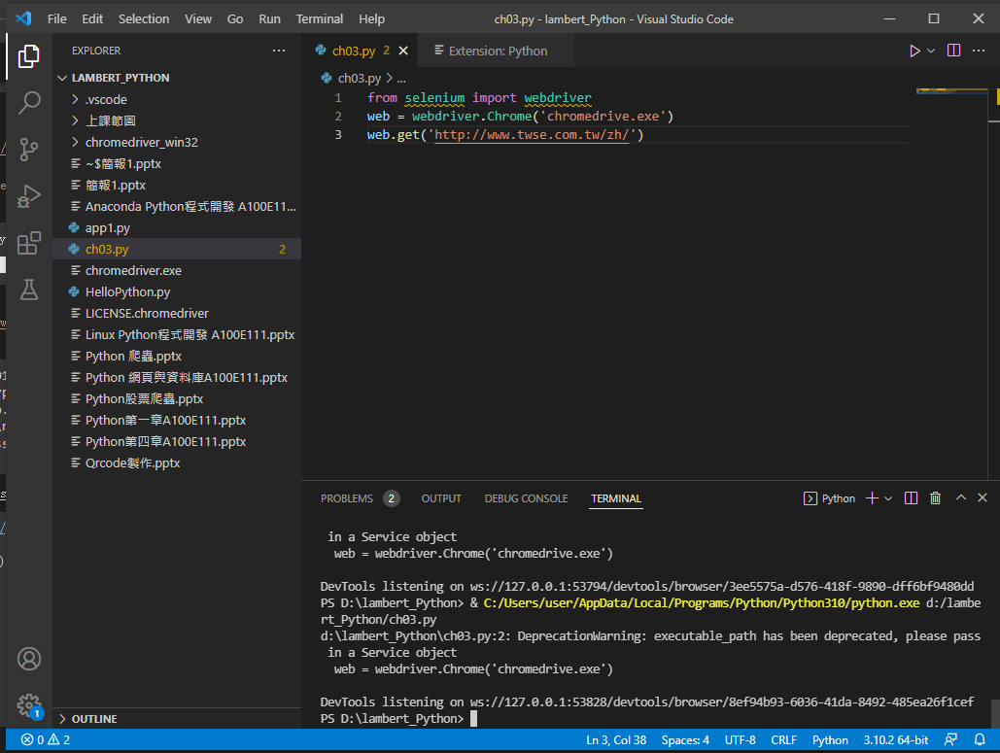 File Edit Selection View Go Run Terminal Help ch03.py - lambert_Python - Visual Studio Code
EXPLORER
ch03.py 2
Extension: Python
LAMBERT_PYTHON
.vscode
上課範圍
chromedriver_win32
~$簡報1.pptx
簡報1.pptx
Anaconda Python程式開發 A100E11...
app1.py
ch03.py 2
chromedriver.exe
HelloPython.py
LICENSE.chromedriver
Linux Python程式開發 A100E111.pptx
Python 爬蟲.pptx
Python 網頁與資料庫A100E111.pptx
Python股票爬蟲.pptx
Python第一章A100E111.pptx
Python第四章A100E111.pptx
Qrcode製作.pptx
OUTLINE
ch03.py > ...
1 from selenium import webdriver
2 web = webdriver.Chrome('chromedrive.exe')
3 web.get('http://www.twse.com.tw/zh/')
PROBLEMS 2 OUTPUT DEBUG CONSOLE TERMINAL Python
in a Service object
web = webdriver.Chrome('chromedrive.exe')
DevTools listening on ws://127.0.0.1:53794/devtools/browser/3ee5575a-d576-418f-9890-dff6bf9480dd
PS D:\lambert_Python> & C:/Users/user/AppData/Local/Programs/Python/Python310/python.exe d:/lambe
rt_Python/ch03.py
d:\lambert_Python\ch03.py:2: DeprecationWarning: executable_path has been deprecated, please pass
in a Service object
web = webdriver.Chrome('chromedrive.exe')
DevTools listening on ws://127.0.0.1:53828/devtools/browser/8ef94b93-6036-41da-8492-485ea26f1cef
PS D:\lambert_Python>
1
0 2 Ln 3, Col 38 Spaces: 4 UTF-8 CRLF Python 3.10.2 64-bit